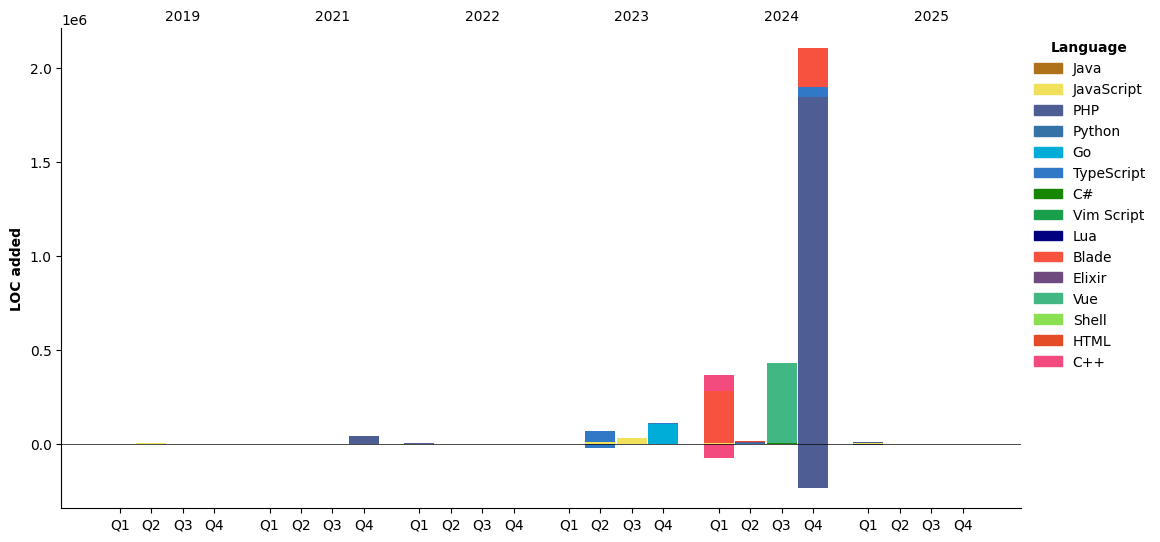 1e6
2019 2021 2022 2023 2024 2025
2.0
1.5
1.0
0.5
0.0
LOC added
Q1 Q2 Q3 Q4 Q1 Q2 Q3 Q4 Q1 Q2 Q3 Q4 Q1 Q2 Q3 Q4 Q1 Q2 Q3 Q4 Q1 Q2 Q3 Q4
Language
Java
JavaScript
PHP
Python
Go
TypeScript
C#
Vim Script
Lua
Blade
Elixir
Vue
Shell
HTML
C++